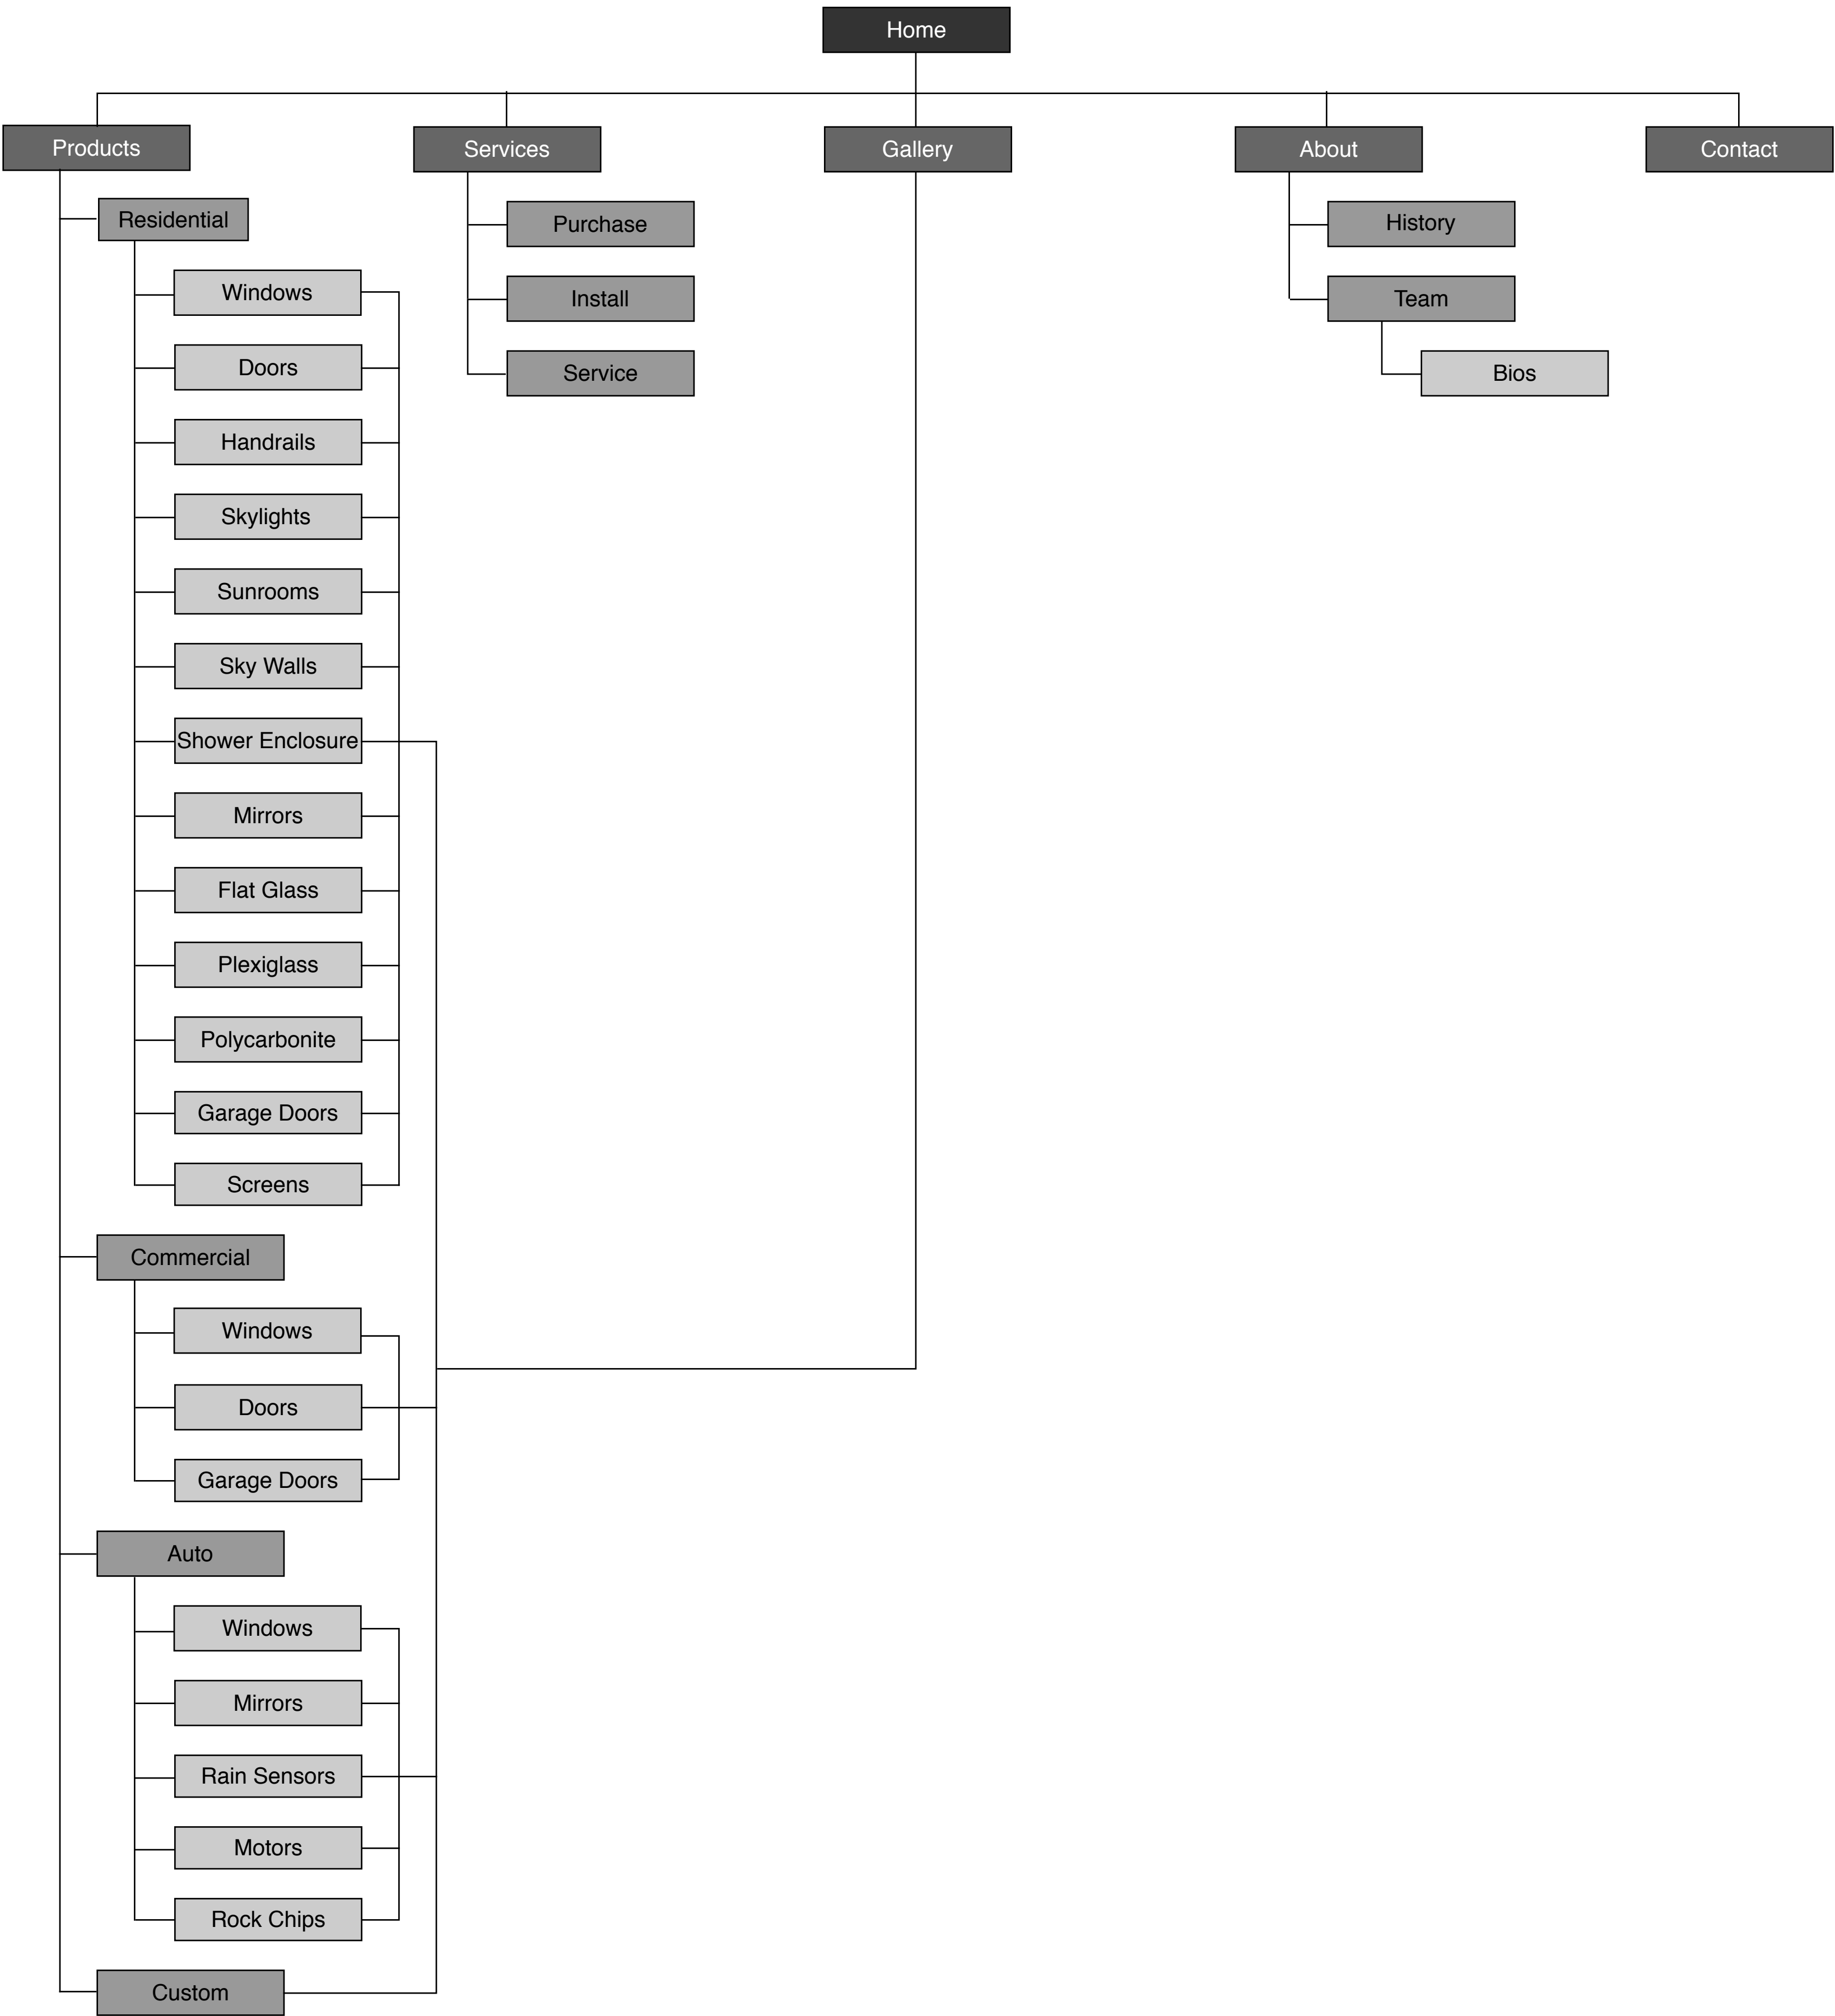 Home
Products
Services
Gallery
About
Contact
Residential
Windows
Doors
Handrails
Skylights
Sunrooms
Sky Walls
Shower Enclosure
Mirrors
Flat Glass
Plexiglass
Polycarbonite
Garage Doors
Screens
Commercial
Windows
Doors
Garage Doors
Auto
Windows
Mirrors
Rain Sensors
Motors
Rock Chips
Custom
Purchase
Install
Service
History
Team
Bios